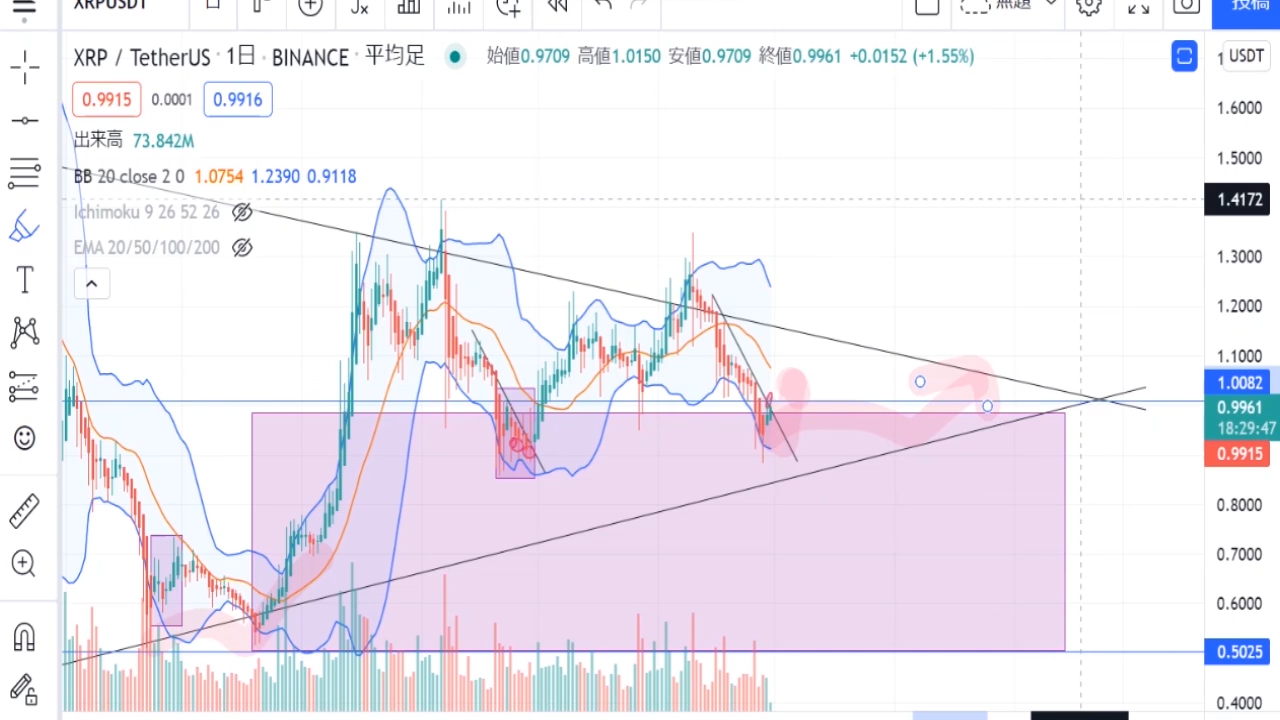 XRPUSDT
無題
投稿
XRP / TetherUS · 1日 · BINANCE · 平均足
始値0.9709 高値1.0150 安値0.9709 終値0.9961 +0.0152 (+1.55%)
USDT
0.9915 0.0001 0.9916
出来高 73.842M
BB 20 close 2 0 1.0754 1.2390 0.9118
Ichimoku 9 26 52 26
EMA 20/50/100/200
1.6000
1.5000
1.4172
1.3000
1.2000
1.1000
1.0082
0.9961
18:29:47
0.9915
0.8000
0.7000
0.6000
0.5025
0.4000